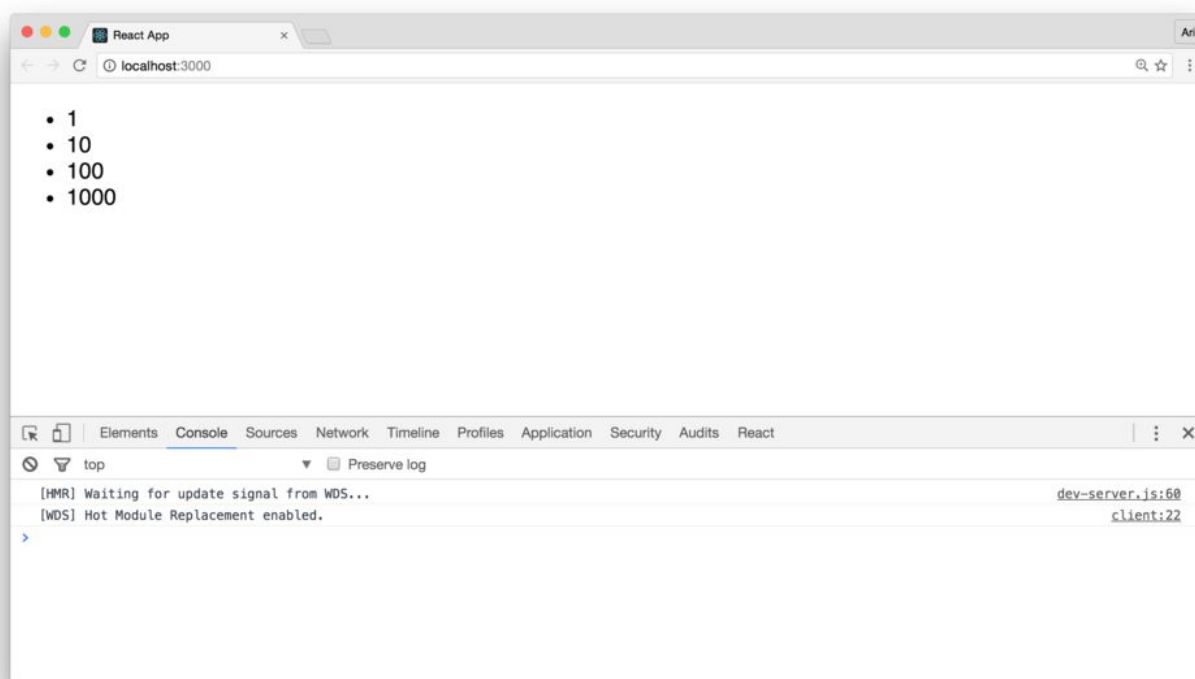 React App
Ari
localhost:3000
1
10
100
1000
Elements Console Sources Network Timeline Profiles Application Security Audits React
top Preserve log
[HMR] Waiting for update signal from WDS... dev-server.js:60
[WDS] Hot Module Replacement enabled. client:22